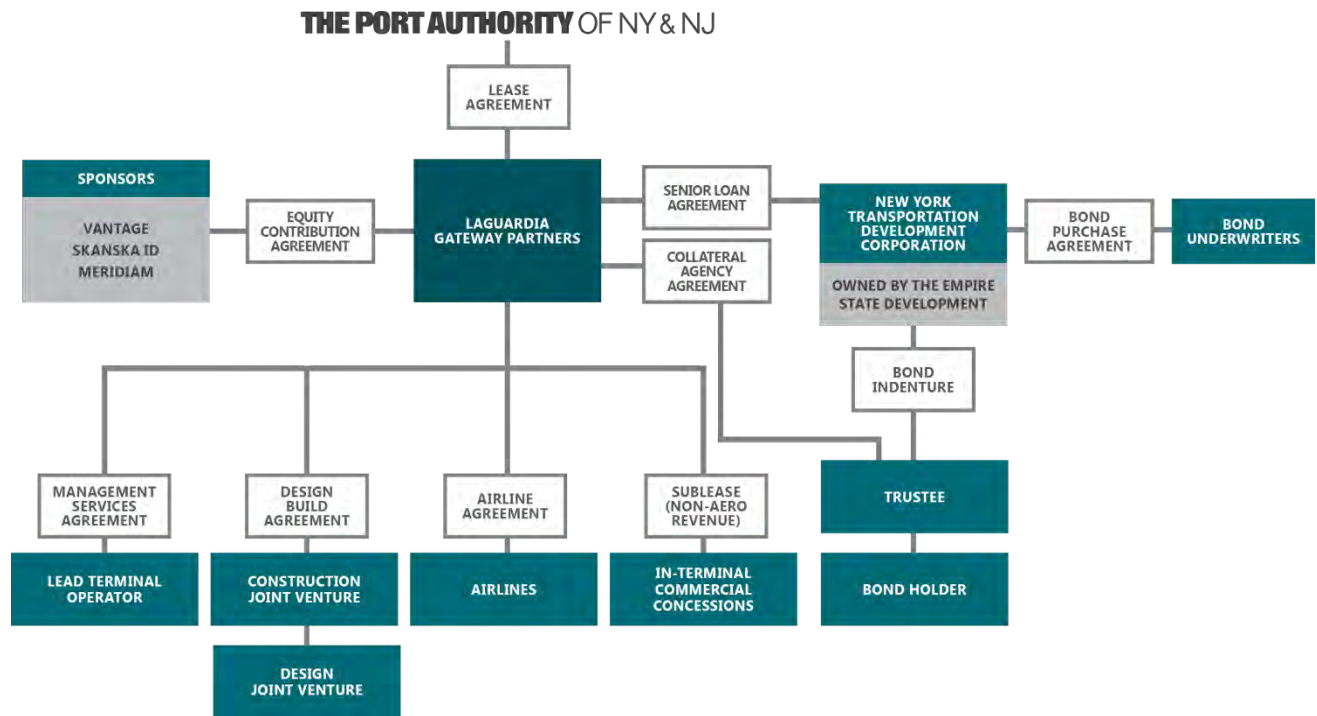 THE PORT AUTHORITY OF NY & NJ
LEASE
AGREEMENT
SPONSORS
VANTAGE
SKANSKA ID
MERIDIAM
EQUITY
CONTRIBUTION
AGREEMENT
LAGUARDIA
GATEWAY PARTNERS
SENIOR LOAN
AGREEMENT
COLLATERAL
AGENCY
AGREEMENT
NEW YORK
TRANSPORTATION
DEVELOPMENT
CORPORATION
OWNED BY THE EMPIRE
STATE DEVELOPMENT
BOND
PURCHASE
AGREEMENT
BOND
UNDERWRITERS
BOND
INDENTURE
MANAGEMENT
SERVICES
AGREEMENT
DESIGN
BUILD
AGREEMENT
AIRLINE
AGREEMENT
SUBLEASE
(NON-AERO
REVENUE)
TRUSTEE
LEAD TERMINAL
OPERATOR
CONSTRUCTION
JOINT VENTURE
AIRLINES
IN-TERMINAL
COMMERCIAL
CONCESSIONS
BOND HOLDER
DESIGN
JOINT VENTURE